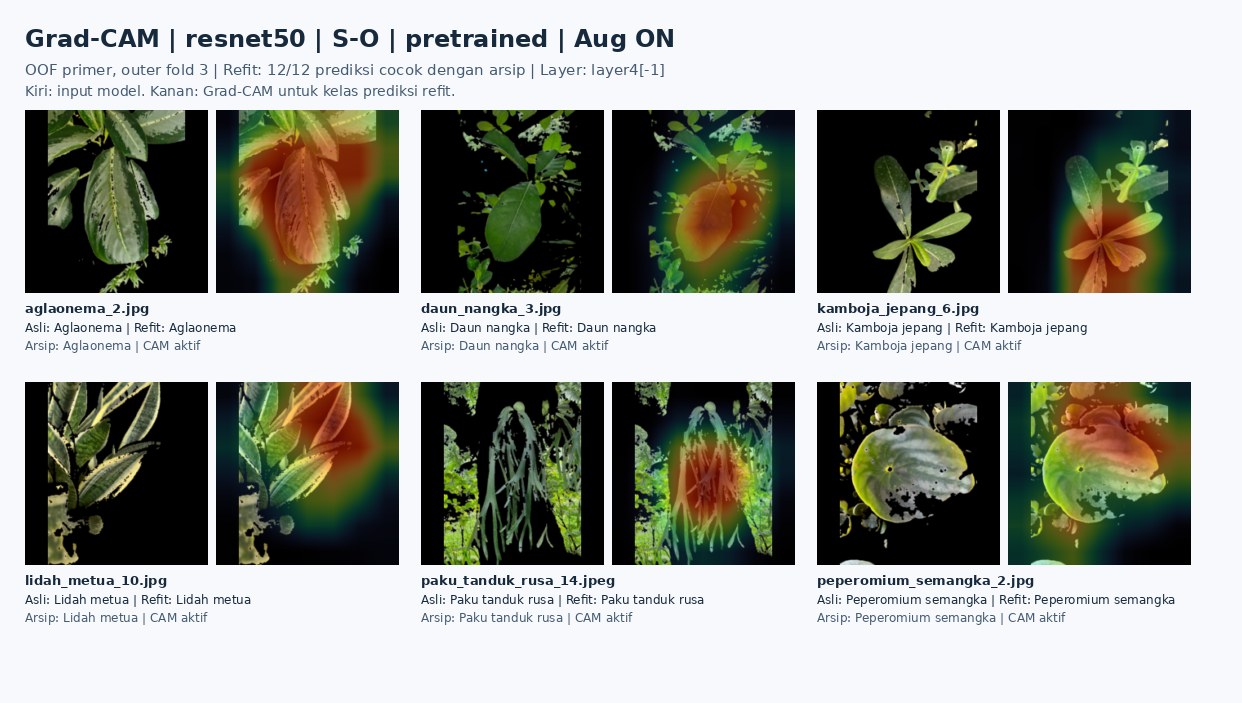 Grad-CAM | resnet50 | S-O | pretrained | Aug ON
OOF primer, outer fold 3 | Refit: 12/12 prediksi cocok dengan arsip | Layer: layer4[-1]
Kiri: input model. Kanan: Grad-CAM untuk kelas prediksi refit.
aglaonema_2.jpg
Asli: Aglaonema | Refit: Aglaonema
Arsip: Aglaonema | CAM aktif
daun_nangka_3.jpg
Asli: Daun nangka | Refit: Daun nangka
Arsip: Daun nangka | CAM aktif
kamboja_jepang_6.jpg
Asli: Kamboja jepang | Refit: Kamboja jepang
Arsip: Kamboja jepang | CAM aktif
lidah_metua_10.jpg
Asli: Lidah metua | Refit: Lidah metua
Arsip: Lidah metua | CAM aktif
paku_tanduk_rusa_14.jpeg
Asli: Paku tanduk rusa | Refit: Paku tanduk rusa
Arsip: Paku tanduk rusa | CAM aktif
peperomium_semangka_2.jpg
Asli: Peperomium semangka | Refit: Peperomium semangka
Arsip: Peperomium semangka | CAM aktif